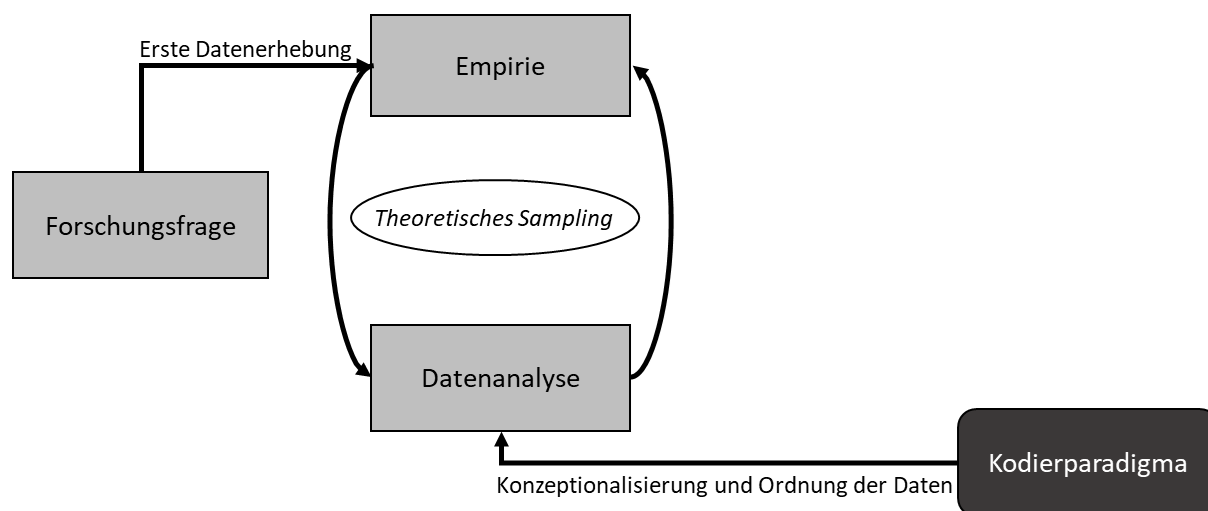 Erste Datenerhebung
Empirie
Forschungsfrage
Theoretisches Sampling
Datenanalyse
Kodierparadigma
Konzeptionalisierung und Ordnung der Daten